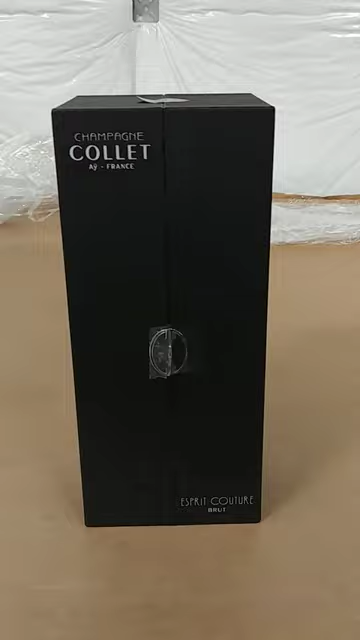 CHAMPAGNE
COLLET
AŸ - FRANCE
ESPRIT COUTURE
BRUT